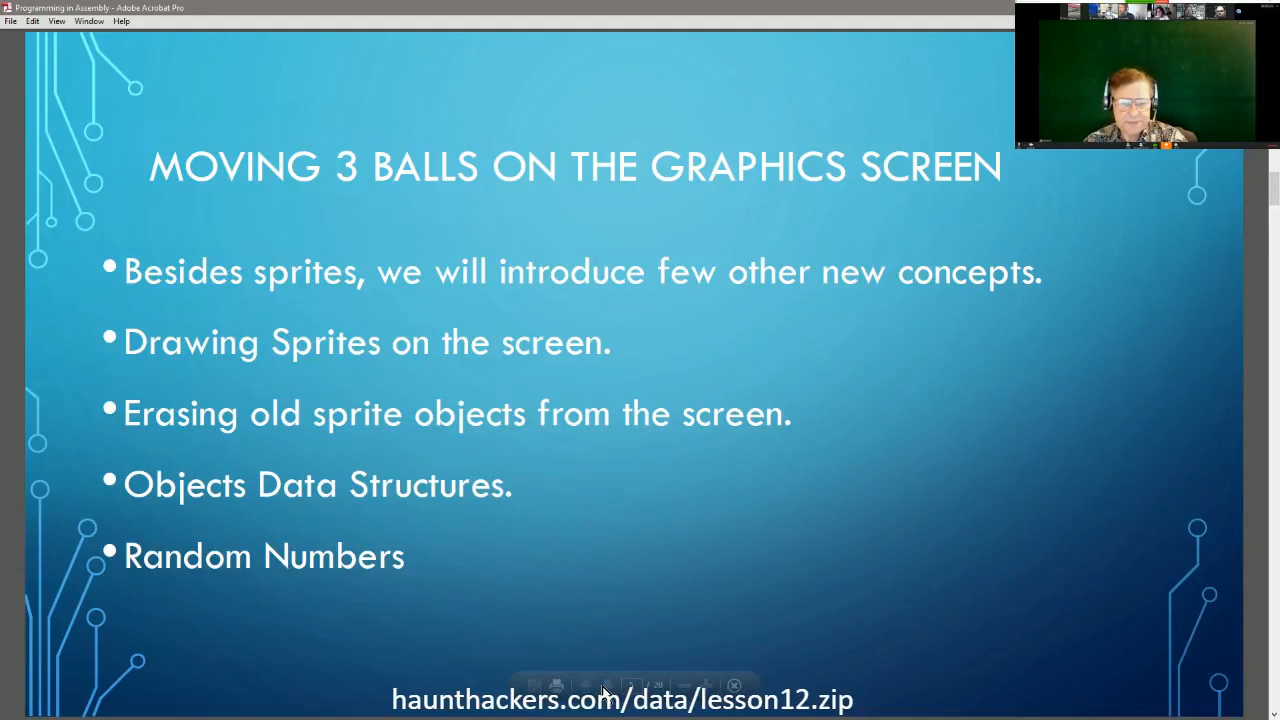 Programming in Assembly - Adobe Acrobat Pro
File Edit View Window Help
MOVING 3 BALLS ON THE GRAPHICS SCREEN
• Besides sprites, we will introduce few other new concepts.
• Drawing Sprites on the screen.
• Erasing old sprite objects from the screen.
• Objects Data Structures.
• Random Numbers
5 / 20
haunthackers.com/data/lesson12.zip